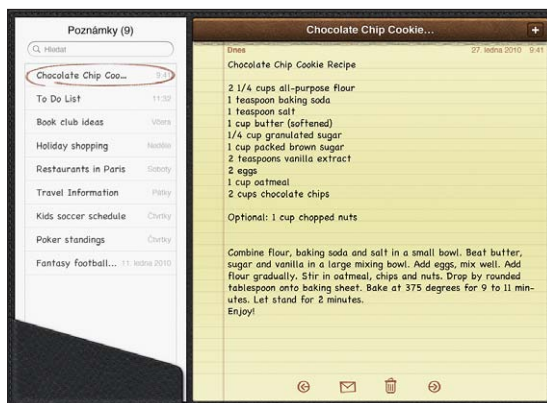 Poznámky (9)
Hledat
Chocolate Chip Coo... 9:41
To Do List 11:32
Book club ideas Včera
Holiday shopping Neděle
Restaurants in Paris Soboty
Travel Information Pátky
Kids soccer schedule Čtvrtky
Poker standings Čtvrtky
Fantasy football... 11. ledna 2010
Chocolate Chip Cookie...
+
Dnes 27. ledna 2010 9:41
Chocolate Chip Cookie Recipe
2 1/4 cups all-purpose flour
1 teaspoon baking soda
1 teaspoon salt
1 cup butter (softened)
1/4 cup granulated sugar
1 cup packed brown sugar
2 teaspoons vanilla extract
2 eggs
1 cup oatmeal
2 cups chocolate chips
Optional: 1 cup chopped nuts
Combine flour, baking soda and salt in a small bowl. Beat butter,
sugar and vanilla in a large mixing bowl. Add eggs, mix well. Add
flour gradually. Stir in oatmeal, chips and nuts. Drop by rounded
tablespoon onto baking sheet. Bake at 375 degrees for 9 to 11 min-
utes. Let stand for 2 minutes.
Enjoy!